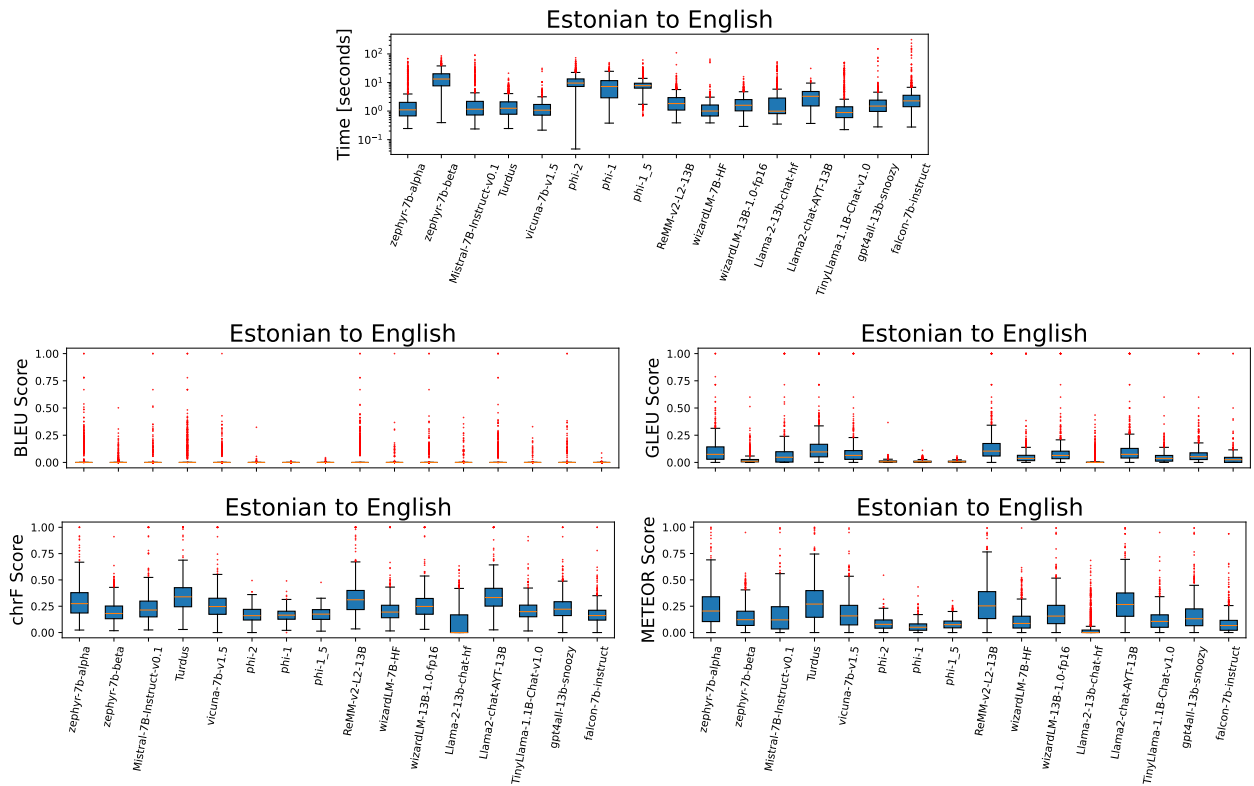 Estonian to English
Time [seconds]
10²
10¹
10⁰
10⁻¹
zephyr-7b-alpha
zephyr-7b-beta
Mistral-7B-Instruct-v0.1
Turdus
vicuna-7b-v1.5
phi-2
phi-1
phi-1_5
ReMM-v2-L2-13B
wizardLM-7B-HF
wizardLM-13B-1.0-fp16
Llama-2-13b-chat-hf
Llama2-chat-AYT-13B
TinyLlama-1.1B-Chat-v1.0
gpt4all-13b-snoozy
falcon-7b-instruct
Estonian to English
BLEU Score
1.00
0.75
0.50
0.25
0.00
Estonian to English
GLEU Score
1.00
0.75
0.50
0.25
0.00
Estonian to English
chrF Score
1.00
0.75
0.50
0.25
0.00
zephyr-7b-alpha
zephyr-7b-beta
Mistral-7B-Instruct-v0.1
Turdus
vicuna-7b-v1.5
phi-2
phi-1
phi-1_5
ReMM-v2-L2-13B
wizardLM-7B-HF
wizardLM-13B-1.0-fp16
Llama-2-13b-chat-hf
Llama2-chat-AYT-13B
TinyLlama-1.1B-Chat-v1.0
gpt4all-13b-snoozy
falcon-7b-instruct
Estonian to English
METEOR Score
1.00
0.75
0.50
0.25
0.00
zephyr-7b-alpha
zephyr-7b-beta
Mistral-7B-Instruct-v0.1
Turdus
vicuna-7b-v1.5
phi-2
phi-1
phi-1_5
ReMM-v2-L2-13B
wizardLM-7B-HF
wizardLM-13B-1.0-fp16
Llama-2-13b-chat-hf
Llama2-chat-AYT-13B
TinyLlama-1.1B-Chat-v1.0
gpt4all-13b-snoozy
falcon-7b-instruct